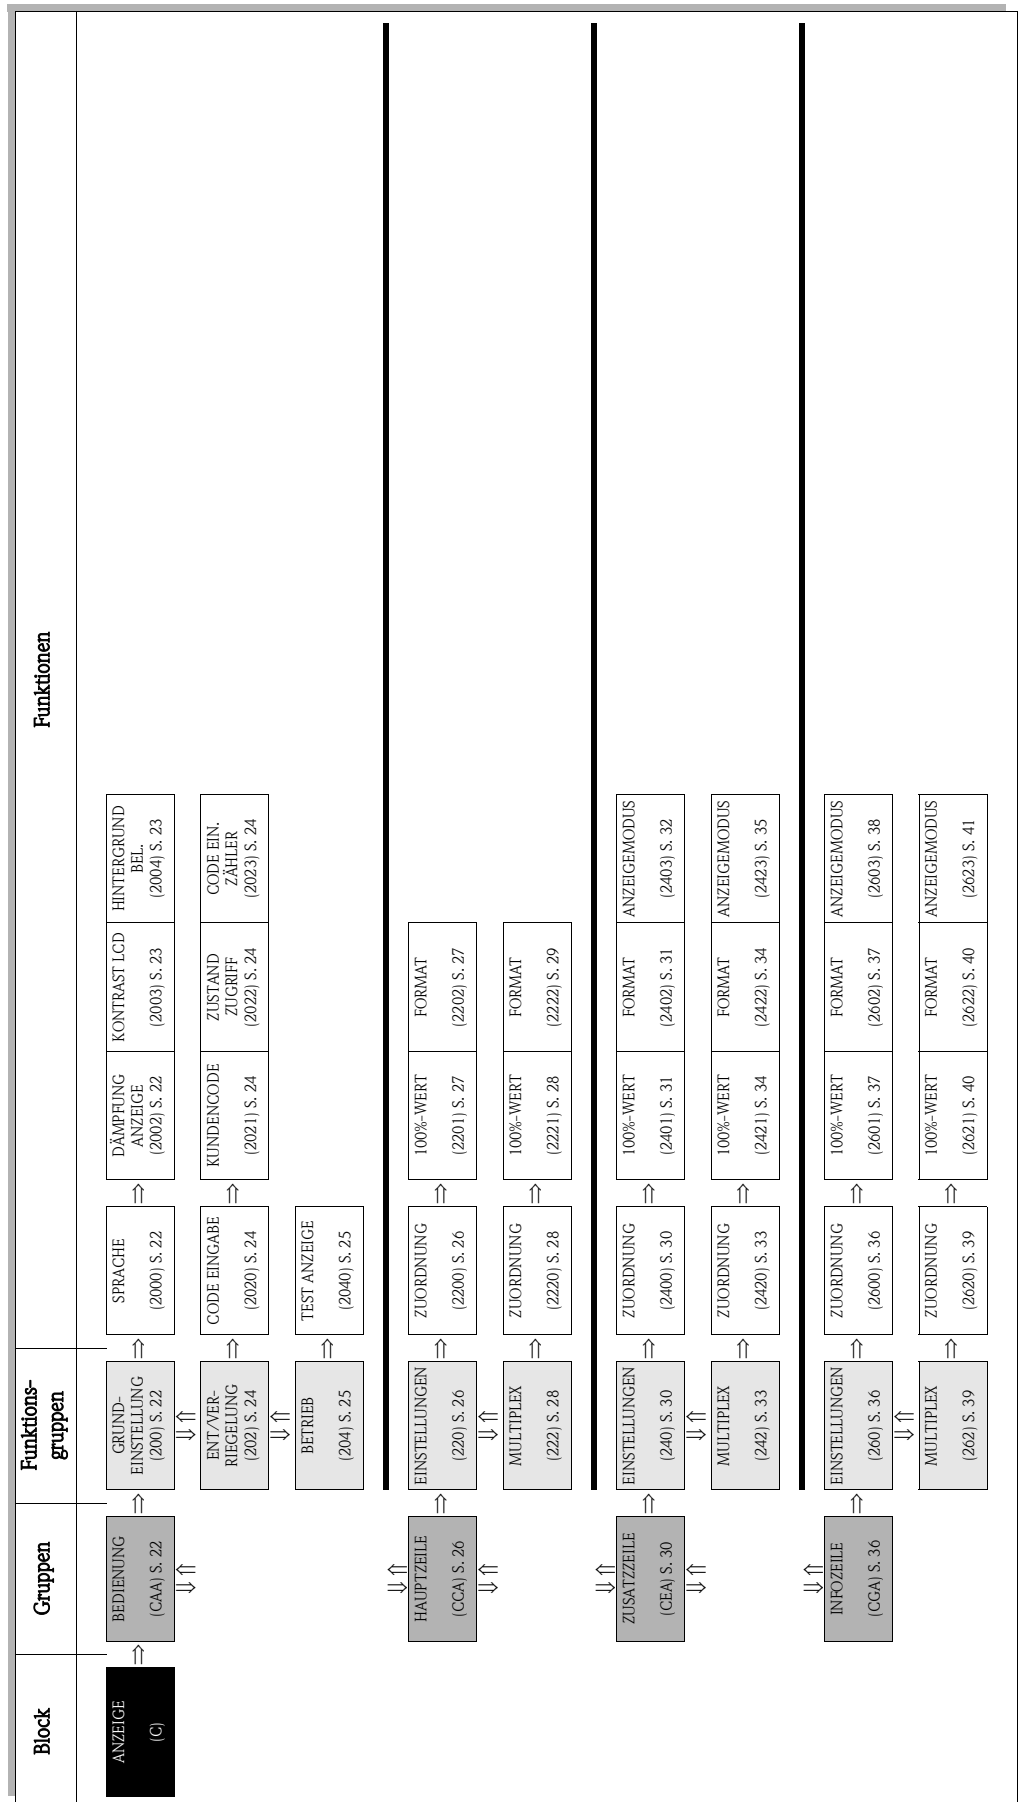 Block
Gruppen
Funktions-
gruppen
Funktionen
ANZEIGE
(C)
⇒
BEDIENUNG
(CAA) S. 22
⇒
GRUND-
EINSTELLUNG
(200) S. 22
⇒
SPRACHE
(2000) S. 22
⇒
DÄMPFUNG
ANZEIGE
(2002) S. 22
KONTRAST LCD
(2003) S. 23
HINTERGRUND
BEL.
(2004) S. 23
ENT/VER-
RIEGELUNG
(202) S. 24
⇒
CODE EINGABE
(2020) S. 24
⇒
KUNDENCODE
(2021) S. 24
ZUSTAND
ZUGRIFF
(2022) S. 24
CODE EIN.
ZÄHLER
(2023) S. 24
BETRIEB
(204) S. 25
⇒
TEST ANZEIGE
(2040) S. 25
HAUPTZEILE
(CCA) S. 26
⇒
EINSTELLUNGEN
(220) S. 26
⇒
ZUORDNUNG
(2200) S. 26
⇒
100%-WERT
(2201) S. 27
FORMAT
(2202) S. 27
MULTIPLEX
(222) S. 28
⇒
ZUORDNUNG
(2220) S. 28
⇒
100%-WERT
(2221) S. 28
FORMAT
(2222) S. 29
ZUSATZZEILE
(CEA) S. 30
⇒
EINSTELLUNGEN
(240) S. 30
⇒
ZUORDNUNG
(2400) S. 30
⇒
100%-WERT
(2401) S. 31
FORMAT
(2402) S. 31
ANZEIGEMODUS
(2403) S. 32
MULTIPLEX
(242) S. 33
⇒
ZUORDNUNG
(2420) S. 33
⇒
100%-WERT
(2421) S. 34
FORMAT
(2422) S. 34
ANZEIGEMODUS
(2423) S. 35
INFOZEILE
(CGA) S. 36
⇒
EINSTELLUNGEN
(260) S. 36
⇒
ZUORDNUNG
(2600) S. 36
⇒
100%-WERT
(2601) S. 37
FORMAT
(2602) S. 37
ANZEIGEMODUS
(2603) S. 38
MULTIPLEX
(262) S. 39
⇒
ZUORDNUNG
(2620) S. 39
⇒
100%-WERT
(2621) S. 40
FORMAT
(2622) S. 40
ANZEIGEMODUS
(2623) S. 41